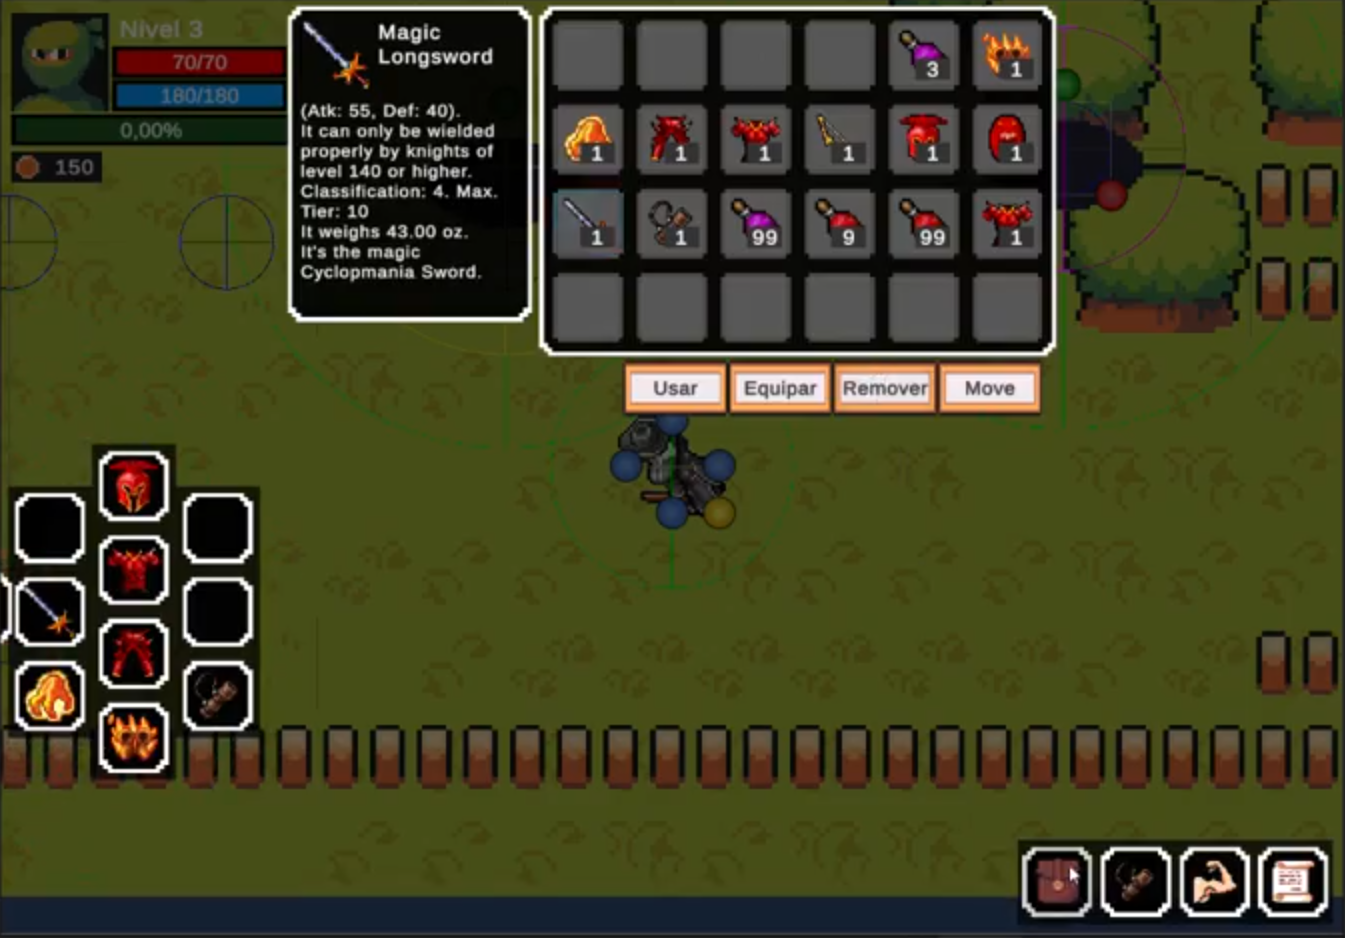 Nivel 3
70/70
180/180
0,00%
150
Magic
Longsword
(Atk: 55, Def: 40).
It can only be wielded
properly by knights of
level 140 or higher.
Classification: 4. Max.
Tier: 10
It weighs 43.00 oz.
It's the magic
Cyclopmania Sword.
3
1
1
1
1
1
1
1
1
1
99
9
99
1
Usar
Equipar
Remover
Move